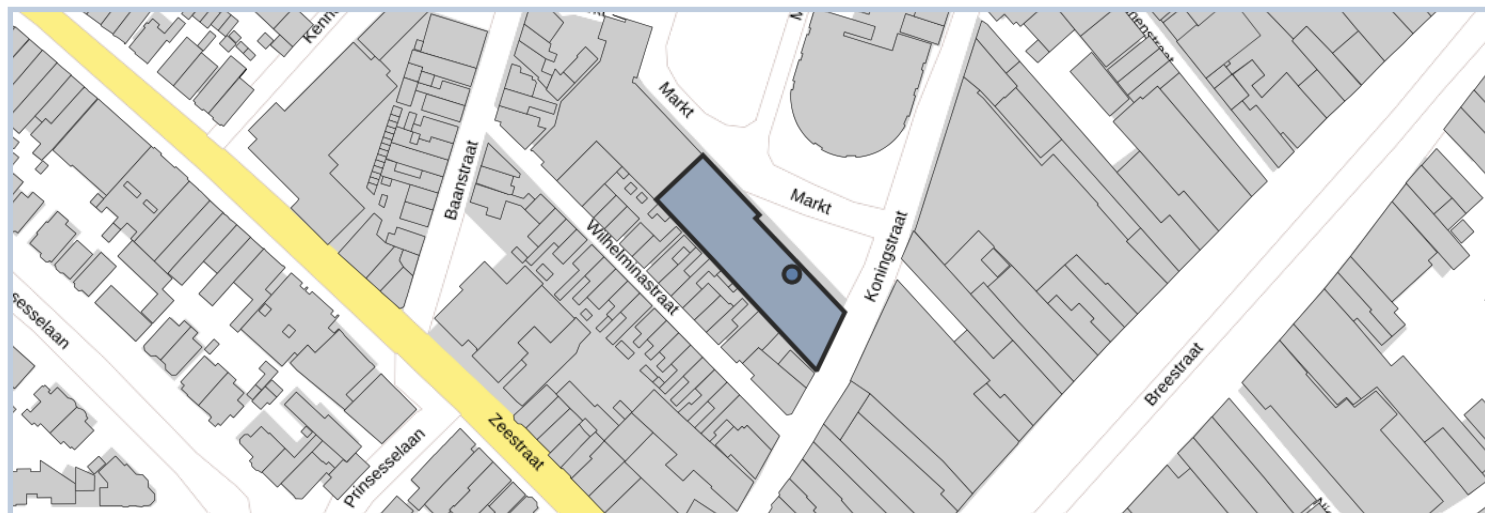 Markt
Baanstraat
Markt
Wilhelminastraat
Koningstraat
Breestraat
Zeestraat
Prinsesselaan